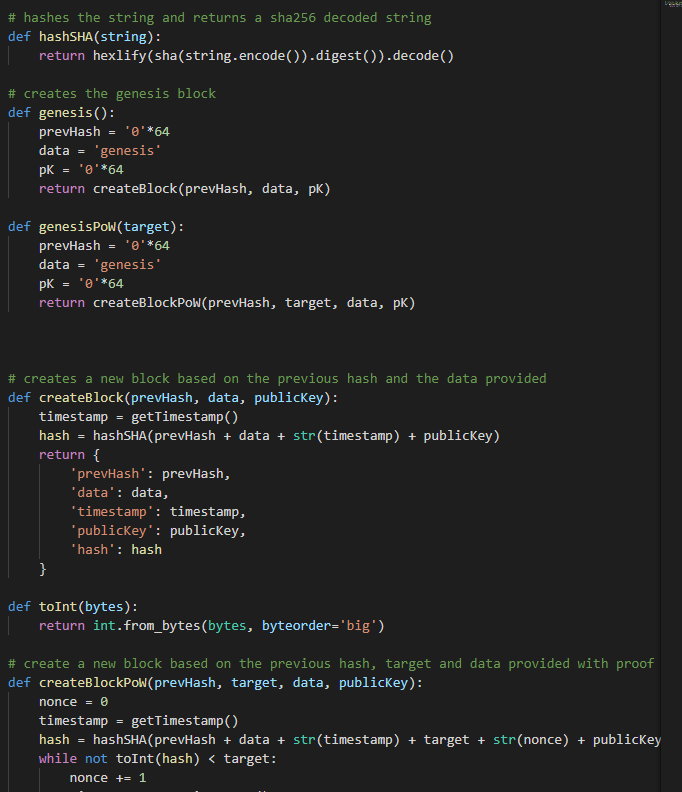 # hashes the string and returns a sha256 decoded string
def hashSHA(string):
    return hexlify(sha(string.encode()).digest()).decode()

# creates the genesis block
def genesis():
    prevHash = '0'*64
    data = 'genesis'
    pK = '0'*64
    return createBlock(prevHash, data, pK)

def genesisPoW(target):
    prevHash = '0'*64
    data = 'genesis'
    pK = '0'*64
    return createBlockPoW(prevHash, target, data, pK)

# creates a new block based on the previous hash and the data provided
def createBlock(prevHash, data, publicKey):
    timestamp = getTimestamp()
    hash = hashSHA(prevHash + data + str(timestamp) + publicKey)
    return {
        'prevHash': prevHash,
        'data': data,
        'timestamp': timestamp,
        'publicKey': publicKey,
        'hash': hash
    }

def toInt(bytes):
    return int.from_bytes(bytes, byteorder='big')

# create a new block based on the previous hash, target and data provided with proof
def createBlockPoW(prevHash, target, data, publicKey):
    nonce = 0
    timestamp = getTimestamp()
    hash = hashSHA(prevHash + data + str(timestamp) + target + str(nonce) + publicKey
    while not toInt(hash) < target:
        nonce += 1